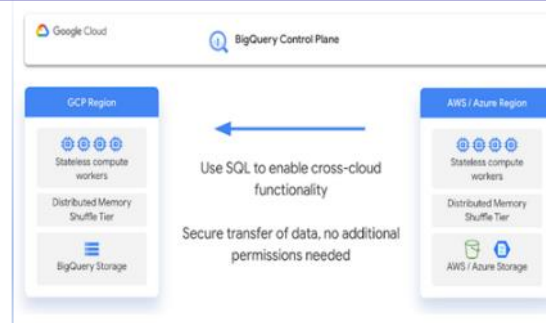 Google Cloud
BigQuery Control Plane
GCP Region
Stateless compute
workers
Distributed Memory
Shuffle Tier
BigQuery Storage
Use SQL to enable cross-cloud
functionality
Secure transfer of data, no additional
permissions needed
AWS / Azure Region
Stateless compute
workers
Distributed Memory
Shuffle Tier
AWS / Azure Storage